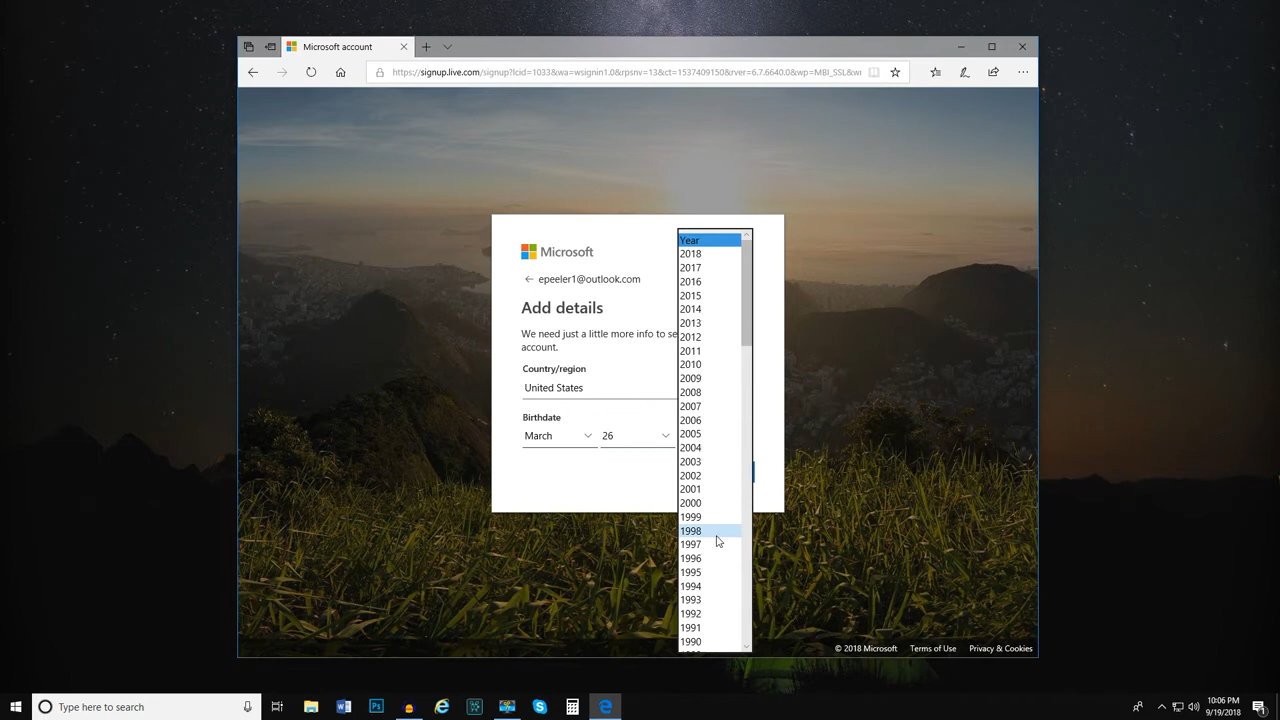 Microsoft account
https://signup.live.com/signup?lcid=1033&wa=wsignin1.0&rpsnv=13&ct=1537409150&rver=6.7.6640.0&wp=MBI_SSL&wi
Microsoft
epeeler1@outlook.com
Add details
We need just a little more info to se
account.
Country/region
United States
Birthdate
March
26
Year
2018
2017
2016
2015
2014
2013
2012
2011
2010
2009
2008
2007
2006
2005
2004
2003
2002
2001
2000
1999
1998
1997
1996
1995
1994
1993
1992
1991
1990
© 2018 Microsoft Terms of Use Privacy & Cookies
Type here to search
10:06 PM
9/19/2018